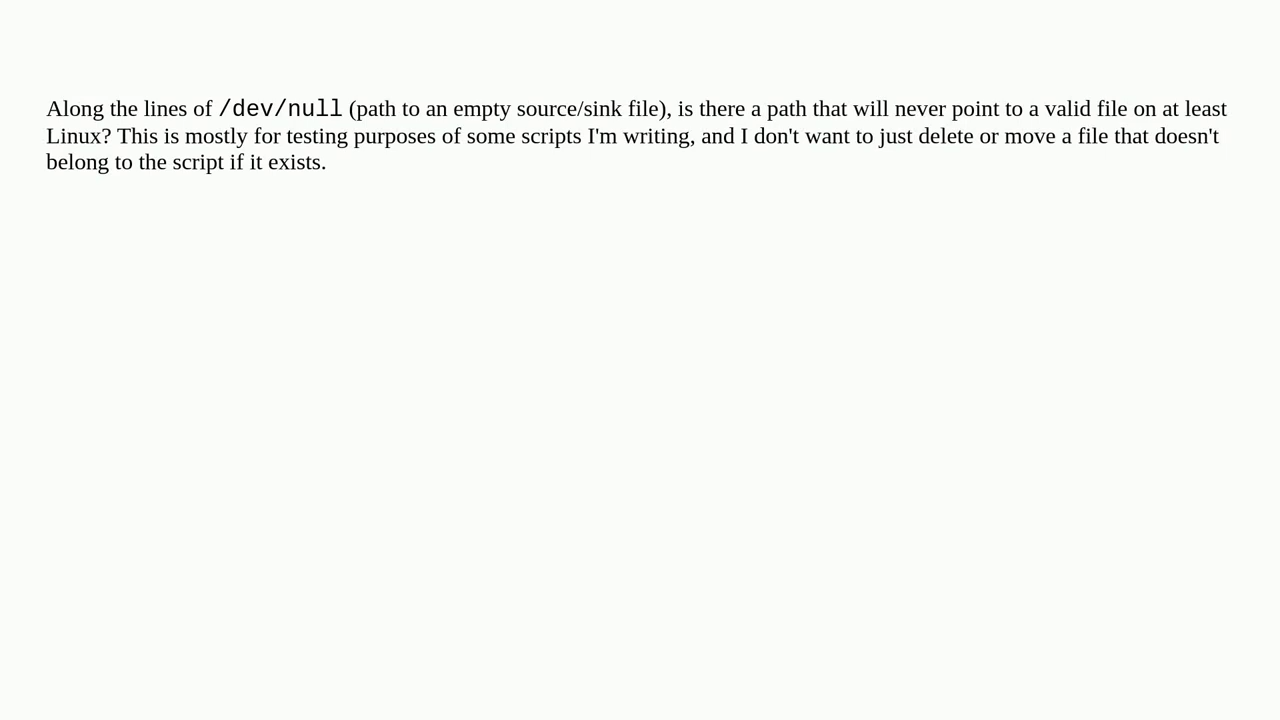 Along the lines of /dev/null (path to an empty source/sink file), is there a path that will never point to a valid file on at least
Linux? This is mostly for testing purposes of some scripts I'm writing, and I don't want to just delete or move a file that doesn't
belong to the script if it exists.